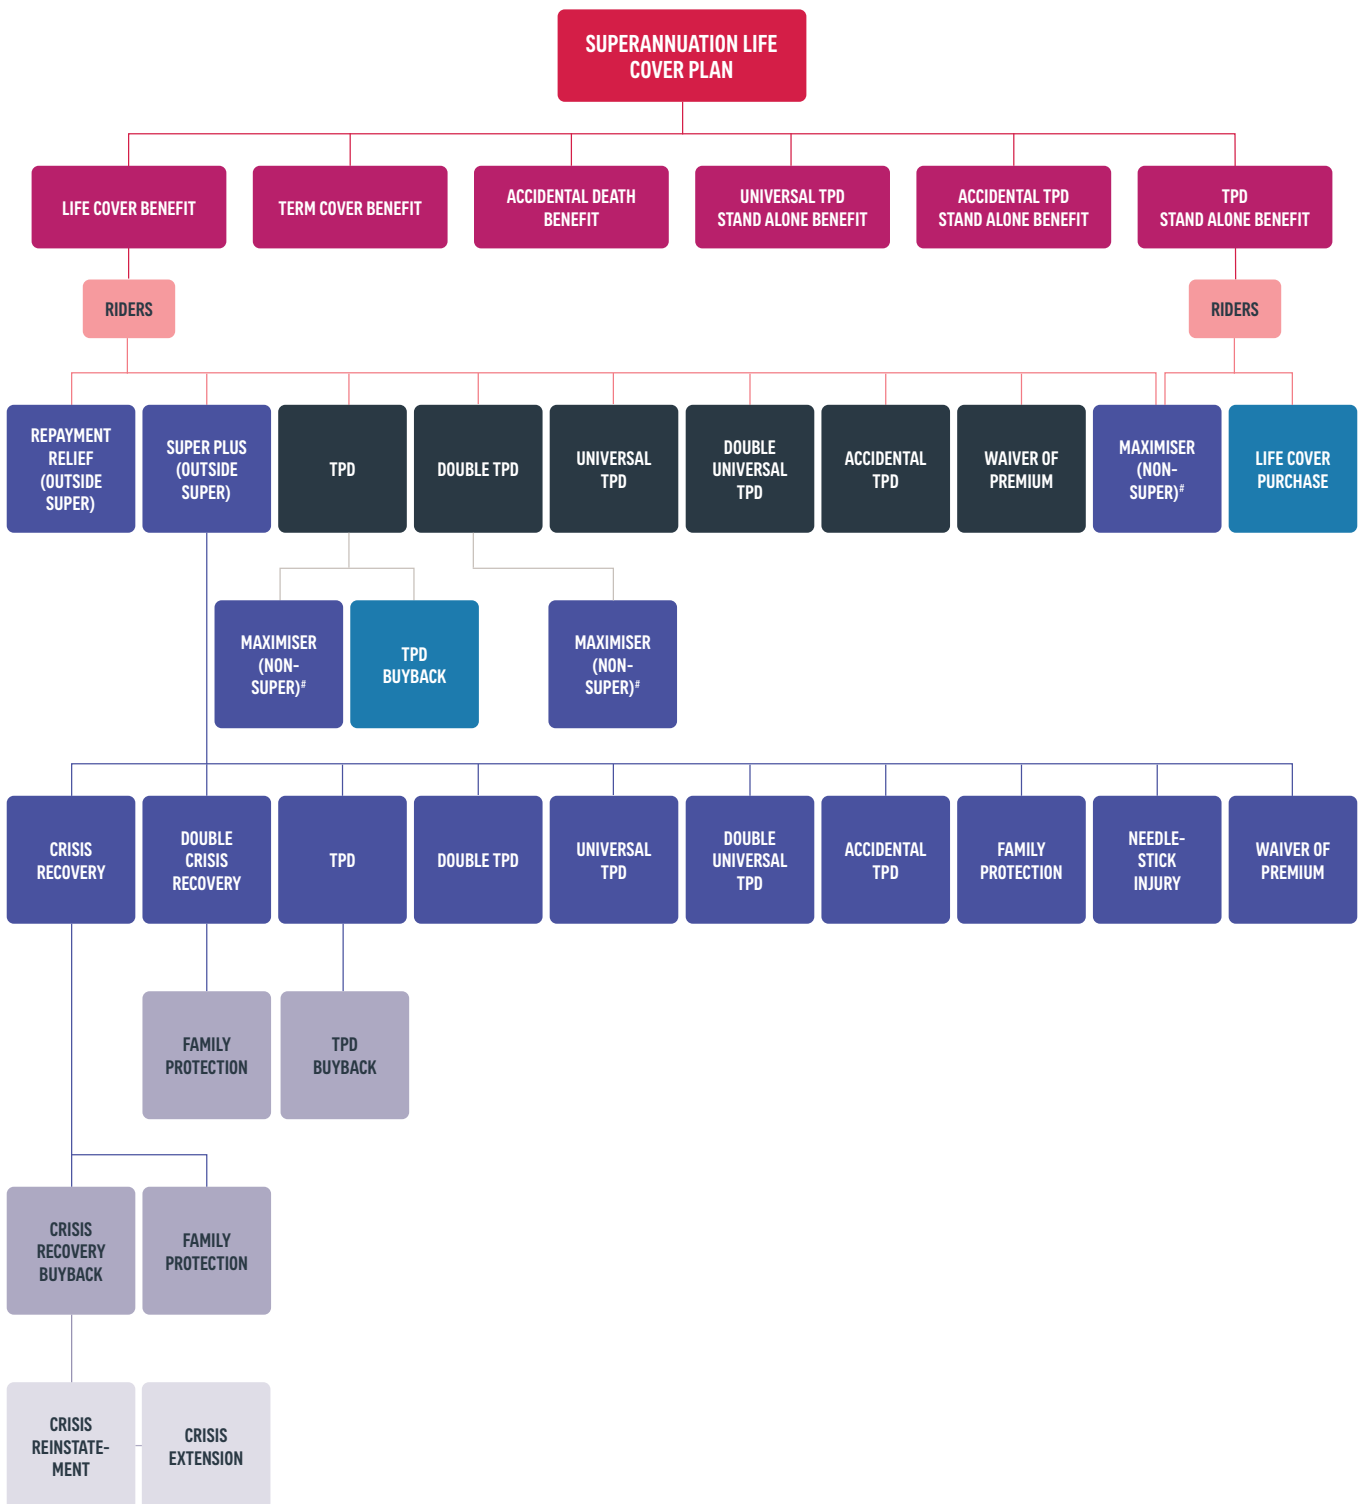 SUPERANNUATION LIFE
COVER PLAN
LIFE COVER BENEFIT
TERM COVER BENEFIT
ACCIDENTAL DEATH
BENEFIT
UNIVERSAL TPD
STAND ALONE BENEFIT
ACCIDENTAL TPD
STAND ALONE BENEFIT
TPD
STAND ALONE BENEFIT
RIDERS
RIDERS
REPAYMENT
RELIEF
(OUTSIDE
SUPER)
SUPER PLUS
(OUTSIDE
SUPER)
TPD
DOUBLE TPD
UNIVERSAL
TPD
DOUBLE
UNIVERSAL
TPD
ACCIDENTAL
TPD
WAIVER OF
PREMIUM
MAXIMISER
(NON-
SUPER)#
LIFE COVER
PURCHASE
MAXIMISER
(NON-
SUPER)#
TPD
BUYBACK
MAXIMISER
(NON-
SUPER)#
CRISIS
RECOVERY
DOUBLE
CRISIS
RECOVERY
TPD
DOUBLE TPD
UNIVERSAL
TPD
DOUBLE
UNIVERSAL
TPD
ACCIDENTAL
TPD
FAMILY
PROTECTION
NEEDLE-
STICK
INJURY
WAIVER OF
PREMIUM
FAMILY
PROTECTION
TPD
BUYBACK
CRISIS
RECOVERY
BUYBACK
FAMILY
PROTECTION
CRISIS
REINSTATE-
MENT
CRISIS
EXTENSION